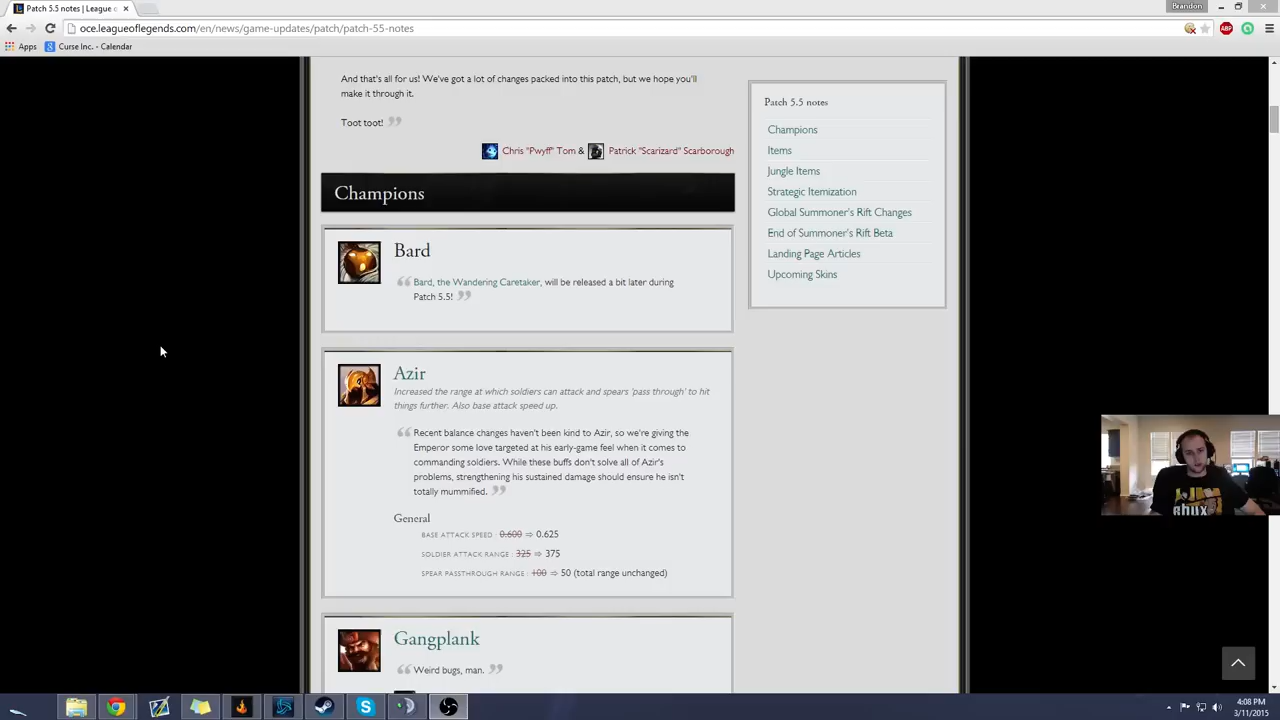 Patch 5.5 notes | League o
Brandon
oce.leagueoflegends.com/en/news/game-updates/patch/patch-55-notes
ABP
Apps
Curse Inc. - Calendar
And that's all for us! We've got a lot of changes packed into this patch, but we hope you'll
make it through it.
Toot toot!
Chris "Pwyff" Tom & Patrick "Scarizard" Scarborough
Champions
Bard
Bard, the Wandering Caretaker, will be released a bit later during
Patch 5.5!
Azir
Increased the range at which soldiers can attack and spears 'pass through' to hit
things further. Also base attack speed up.
Recent balance changes haven't been kind to Azir, so we're giving the
Emperor some love targeted at his early-game feel when it comes to
commanding soldiers. While these buffs don't solve all of Azir's
problems, strengthening his sustained damage should ensure he isn't
totally mummified.
General
BASE ATTACK SPEED : 0.600 ⇒ 0.625
SOLDIER ATTACK RANGE : 325 ⇒ 375
SPEAR PASSTHROUGH RANGE : 100 ⇒ 50 (total range unchanged)
Gangplank
Weird bugs, man.
Patch 5.5 notes
Champions
Items
Jungle Items
Strategic Itemization
Global Summoner's Rift Changes
End of Summoner's Rift Beta
Landing Page Articles
Upcoming Skins
4:08 PM
3/11/2015